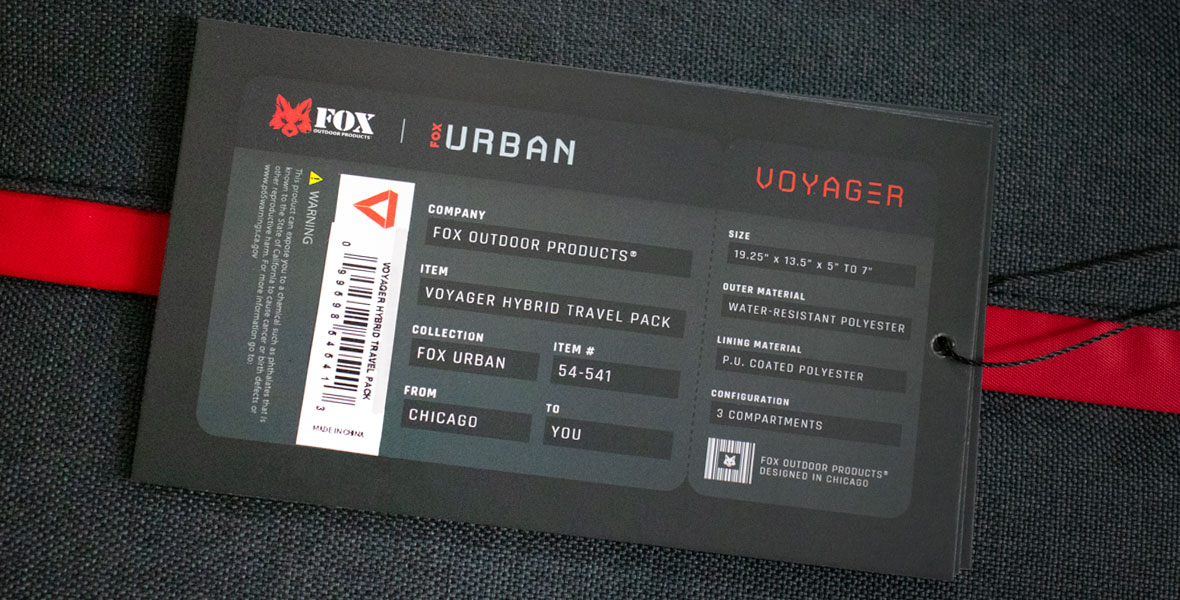 FOX
OUTDOOR PRODUCTS
FOX URBAN
VOYAGER
⚠ WARNING
This product can expose you to a chemical such as phthalates that is
known to the State of California to cause cancer or birth defects or
other reproductive harm. For more information go to:
www.p65warnings.ca.gov
VOYAGER HYBRID TRAVEL PACK
0 99598 54641 3
MADE IN CHINA
COMPANY
FOX OUTDOOR PRODUCTS®
ITEM
VOYAGER HYBRID TRAVEL PACK
COLLECTION
FOX URBAN
ITEM #
54-541
FROM
CHICAGO
TO
YOU
SIZE
19.25" x 13.5" x 5" TO 7"
OUTER MATERIAL
WATER-RESISTANT POLYESTER
LINING MATERIAL
P.U. COATED POLYESTER
CONFIGURATION
3 COMPARTMENTS
FOX OUTDOOR PRODUCTS®
DESIGNED IN CHICAGO